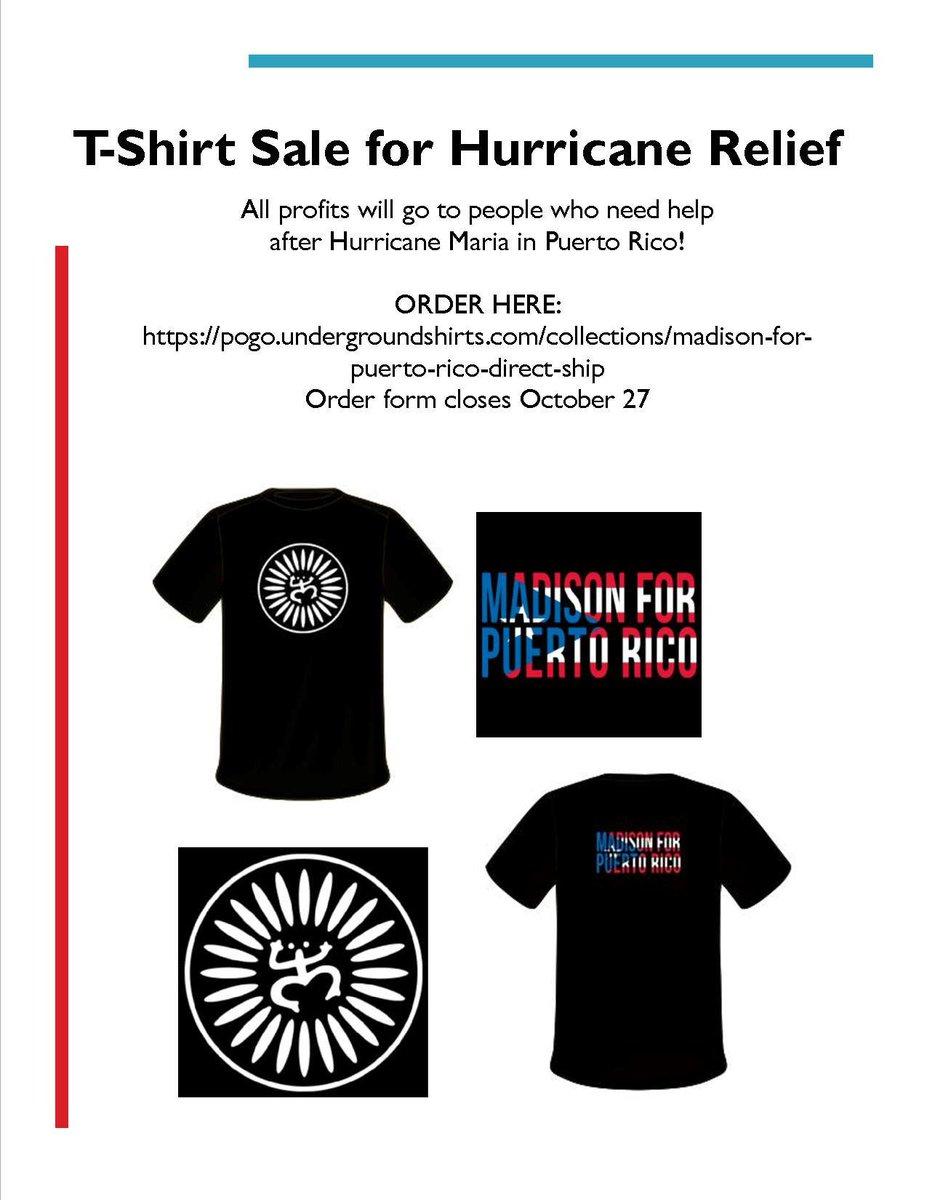 T-Shirt Sale for Hurricane Relief
All profits will go to people who need help
after Hurricane Maria in Puerto Rico!
ORDER HERE:
https://pogo.undergroundshirts.com/collections/madison-for-
puerto-rico-direct-ship
Order form closes October 27
MADISON FOR
PUERTO RICO
MADISON FOR
PUERTO RICO